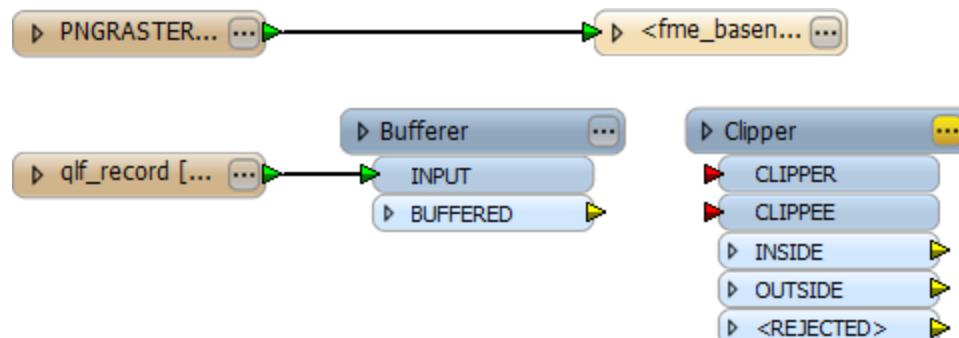 PNGRASTER...
<fme_basen...
Bufferer
Clipper
qlf_record [...
INPUT
CLIPPER
BUFFERED
CLIPPEE
INSIDE
OUTSIDE
<REJECTED>